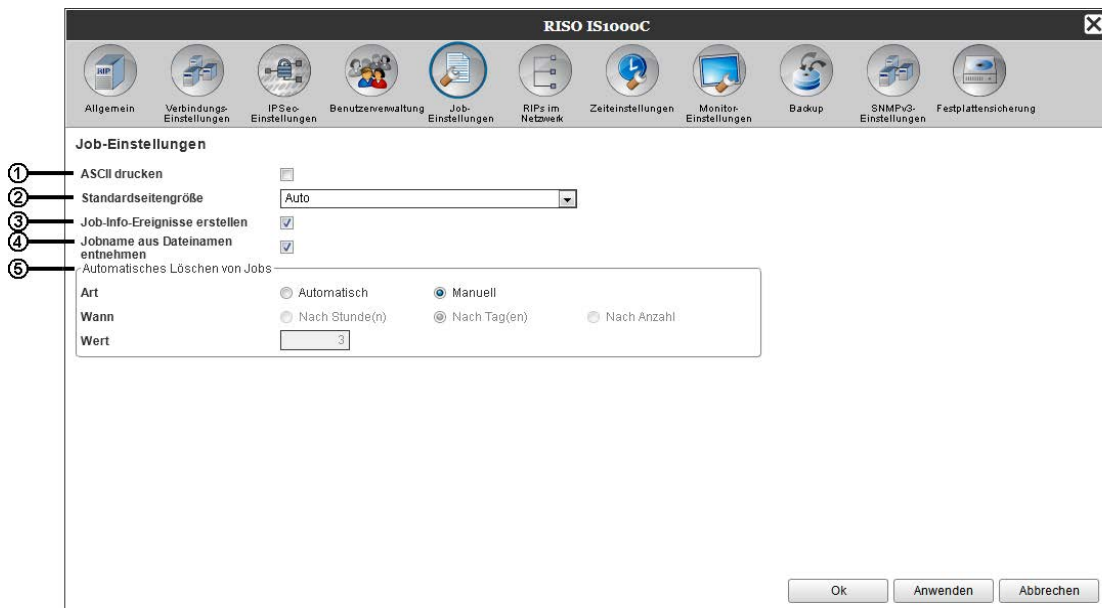 RISO IS1000C
RIP
Allgemein
Verbindungs-
Einstellungen
IPSec-
Einstellungen
Benutzerverwaltung
Job-
Einstellungen
RIPs im
Netzwerk
Zeiteinstellungen
Monitor-
Einstellungen
Backup
SNMPv3-
Einstellungen
Festplattensicherung
Job-Einstellungen
① ASCII drucken
② Standardseitengröße Auto
③ Job-Info-Ereignisse erstellen
④ Jobname aus Dateinamen
entnehmen
⑤ Automatisches Löschen von Jobs
Art Automatisch Manuell
Wann Nach Stunde(n) Nach Tag(en) Nach Anzahl
Wert 3
Ok Anwenden Abbrechen